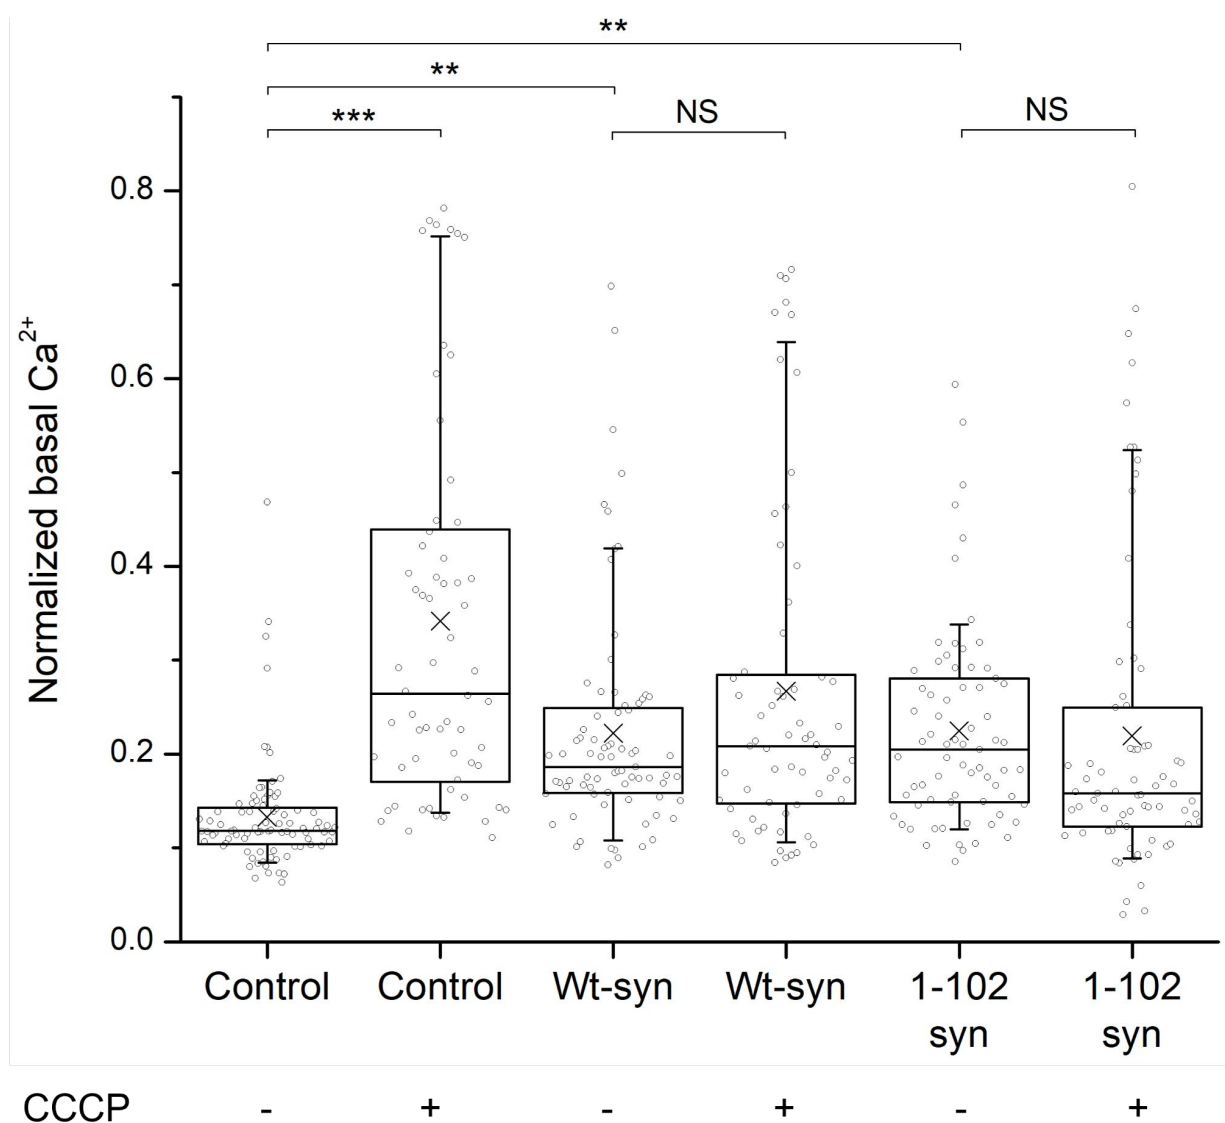 **
**
***
NS
NS
Normalized basal Ca²⁺
0.8
0.6
0.4
0.2
0.0
Control
Control
Wt-syn
Wt-syn
1-102
syn
1-102
syn
CCCP - + - + - +